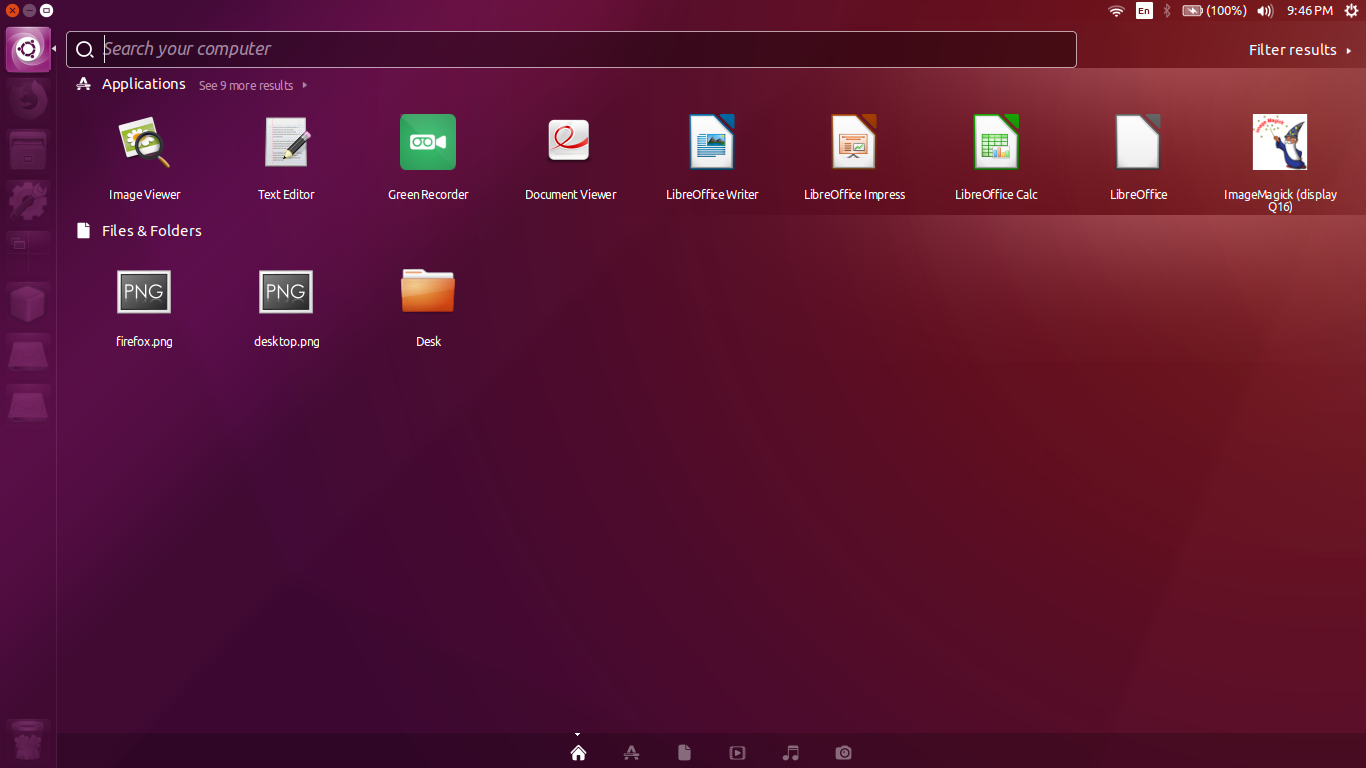 En
(100%)
9:46 PM
Search your computer
Filter results
Applications
See 9 more results
Image Viewer
Text Editor
Green Recorder
Document Viewer
LibreOffice Writer
LibreOffice Impress
LibreOffice Calc
LibreOffice
ImageMagick (display
Q16)
Image Magick
Files & Folders
PNG
PNG
firefox.png
desktop.png
Desk